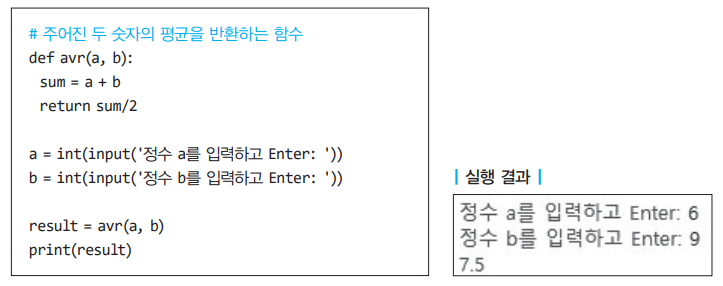 # 주어진 두 숫자의 평균을 반환하는 함수
def avr(a, b):
  sum = a + b
  return sum/2

a = int(input('정수 a를 입력하고 Enter: '))
b = int(input('정수 b를 입력하고 Enter: '))

result = avr(a, b)
print(result)

| 실행 결과 |
정수 a를 입력하고 Enter: 6
정수 b를 입력하고 Enter: 9
7.5